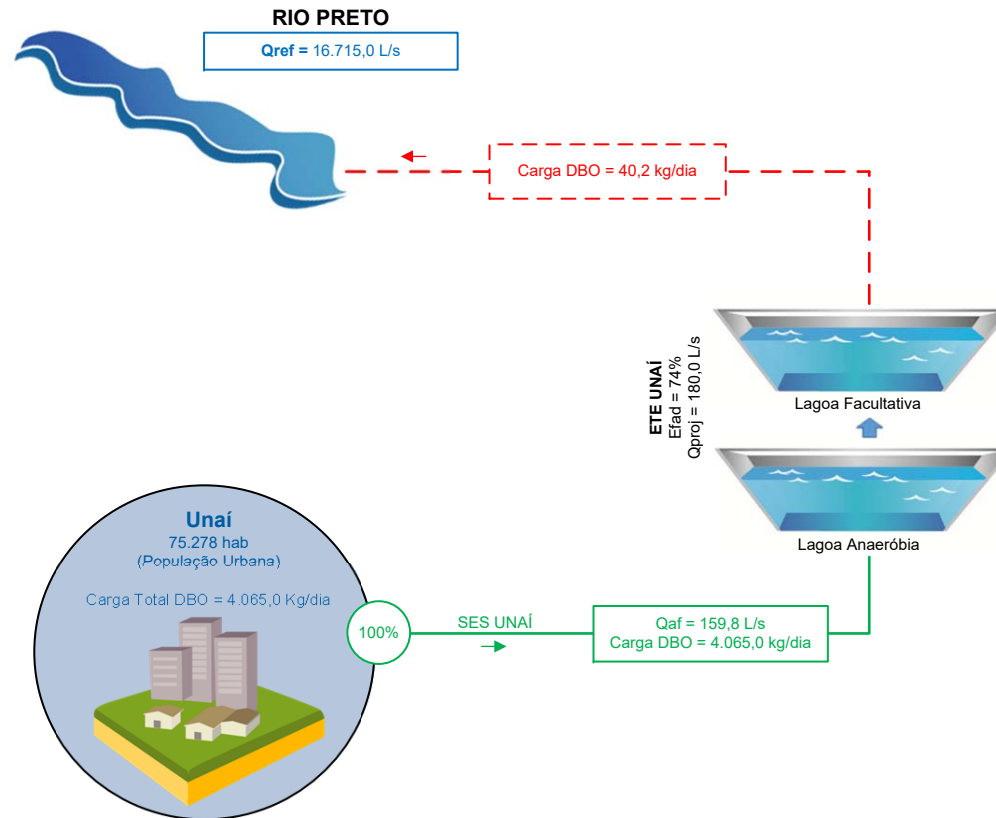 RIO PRETO
Qref = 16.715,0 L/s
Carga DBO = 40,2 kg/dia
ETE UNAÍ
Efad = 74%
Qproj = 180,0 L/s
Lagoa Facultativa
Lagoa Anaeróbia
Unaí
75.278 hab
(População Urbana)
Carga Total DBO = 4.065,0 Kg/dia
100%
SES UNAÍ
Qaf = 159,8 L/s
Carga DBO = 4.065,0 kg/dia